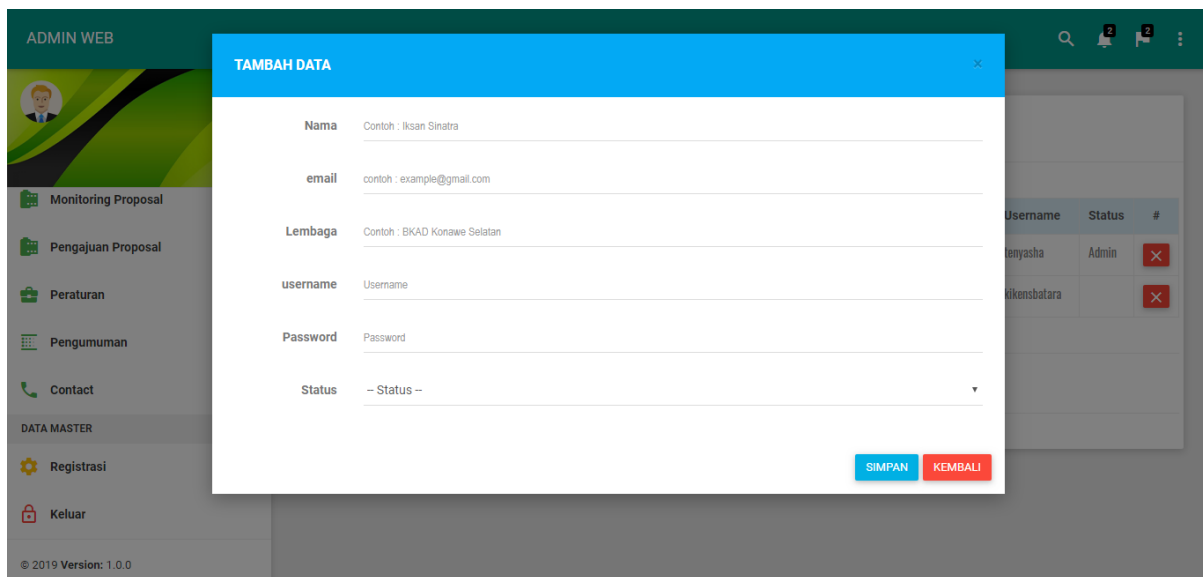 ADMIN WEB
2
2
TAMBAH DATA
×
Nama
Contoh : Iksan Sinatra
email
contoh : example@gmail.com
Lembaga
Contoh : BKAD Konawe Selatan
username
Username
Password
Password
Status
-- Status --
SIMPAN
KEMBALI
Monitoring Proposal
Pengajuan Proposal
Peraturan
Pengumuman
Contact
DATA MASTER
Registrasi
Keluar
© 2019 Version: 1.0.0
Username Status #
tenyasha Admin
kikensbatara